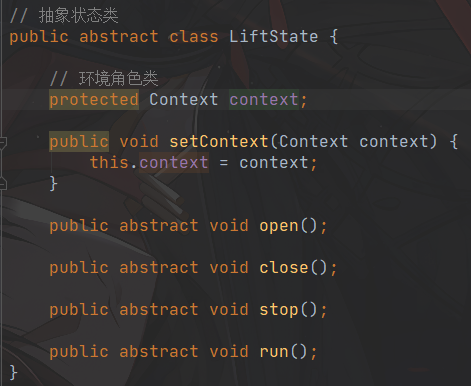 // 抽象状态类
public abstract class LiftState {
// 环境角色类
protected Context context;
public void setContext(Context context) {
this.context = context;
}
public abstract void open();
public abstract void close();
public abstract void stop();
public abstract void run();
}